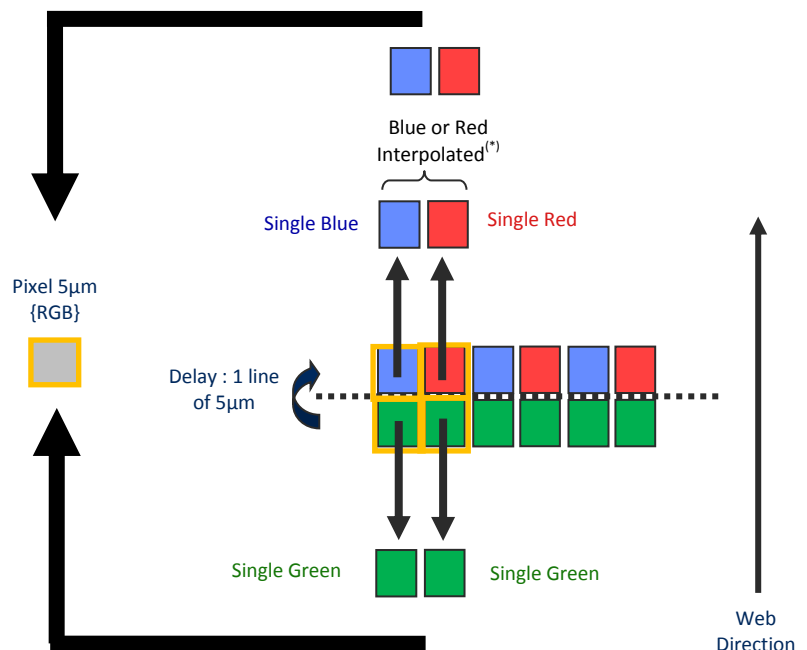 Blue or Red
Interpolated(*)
Single Blue
Single Red
Pixel 5µm
{RGB}
Delay : 1 line
of 5µm
Single Green
Single Green
Web
Direction